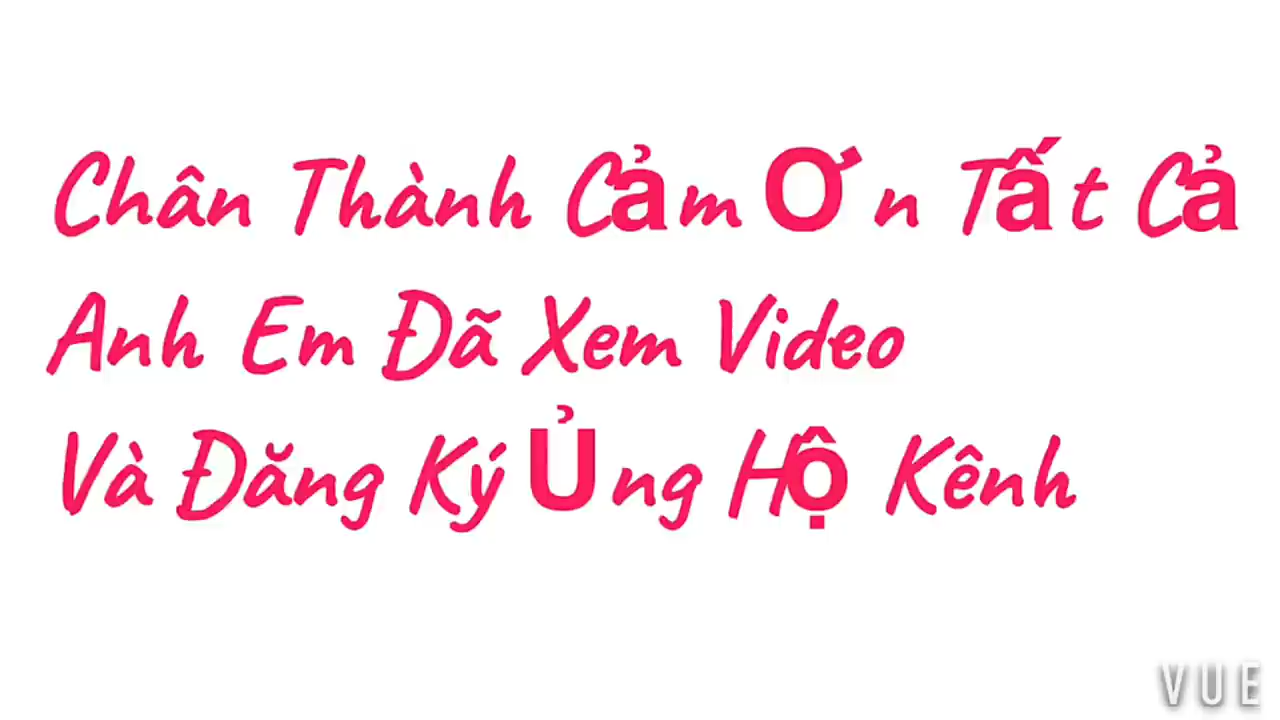 Chân Thành Cảm Ơn Tất Cả
Anh Em Đã Xem Video
Và Đăng Ký Ủng Hộ Kênh
VUE